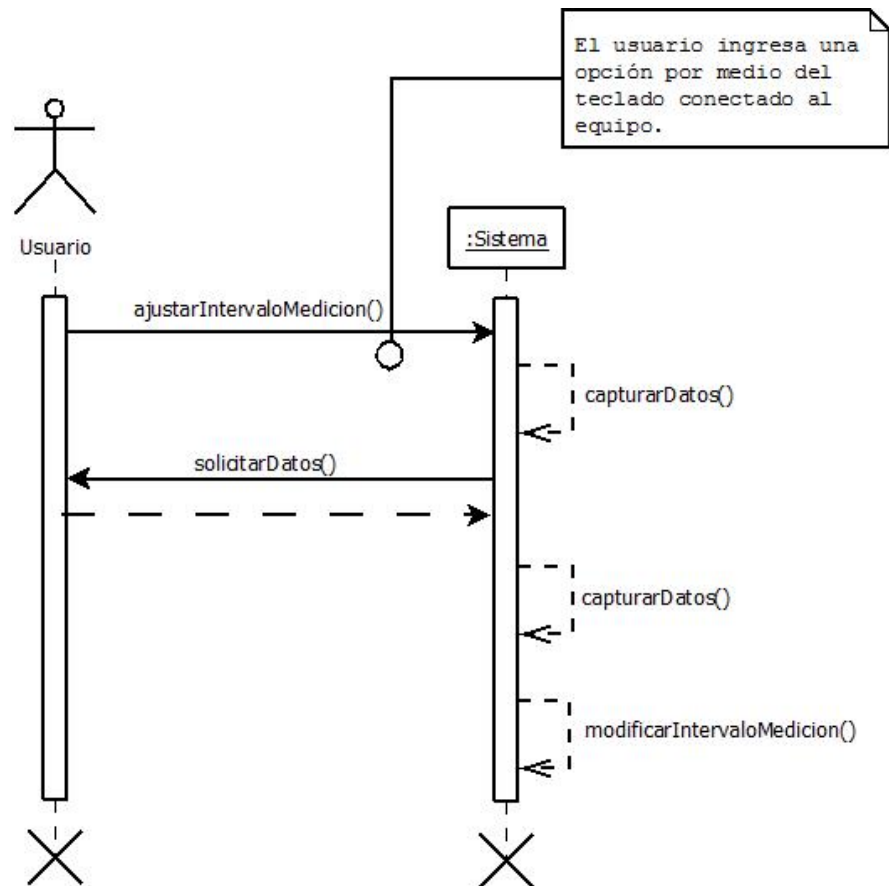 El usuario ingresa una
opción por medio del
teclado conectado al
equipo.
Usuario
:Sistema
ajustarIntervaloMedicion()
capturarDatos()
solicitarDatos()
capturarDatos()
modificarIntervaloMedicion()